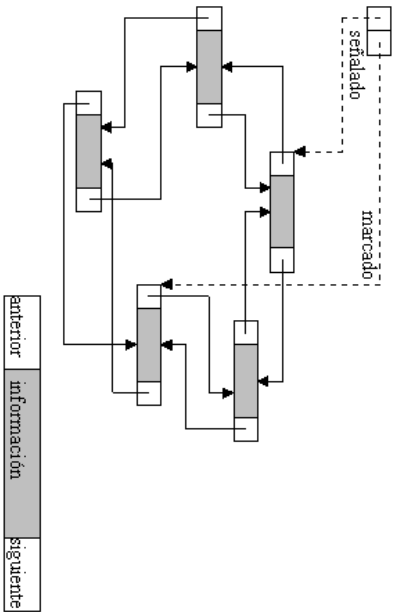 señalado
marcado
anterior
información
siguiente